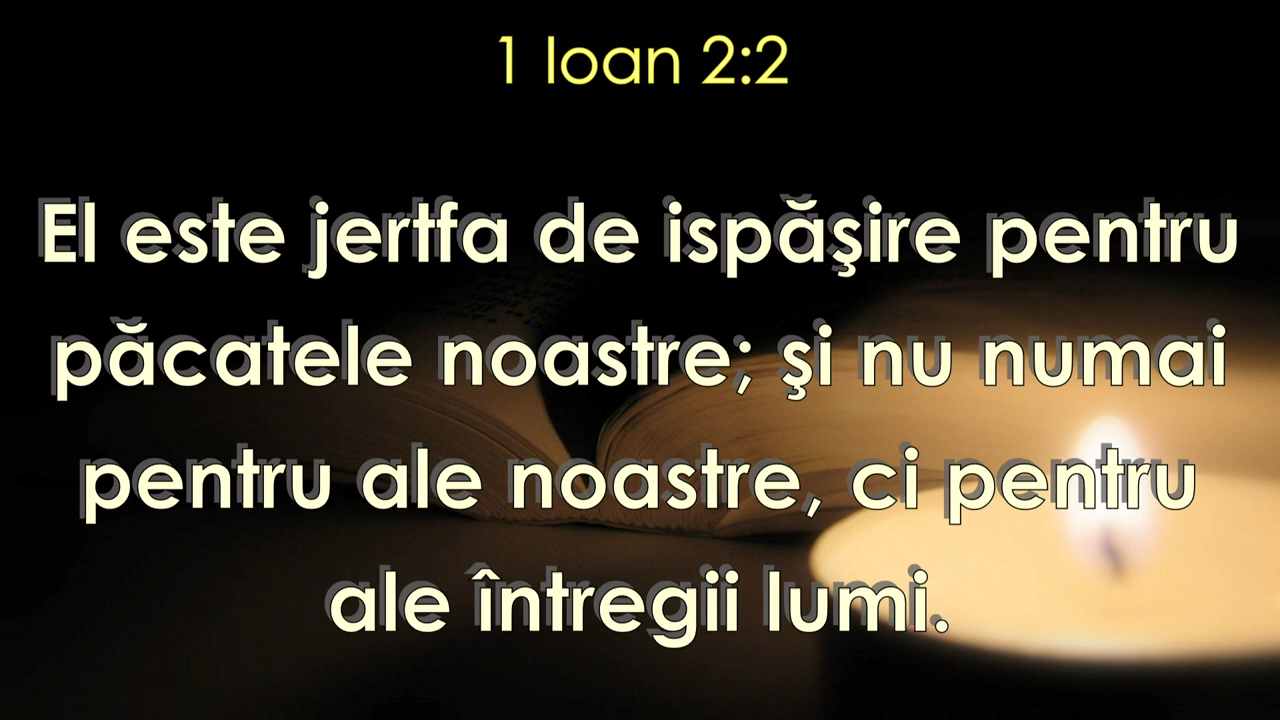 1 Ioan 2:2
El este jertfa de ispăşire pentru
păcatele noastre; şi nu numai
pentru ale noastre, ci pentru
ale întregii lumi.